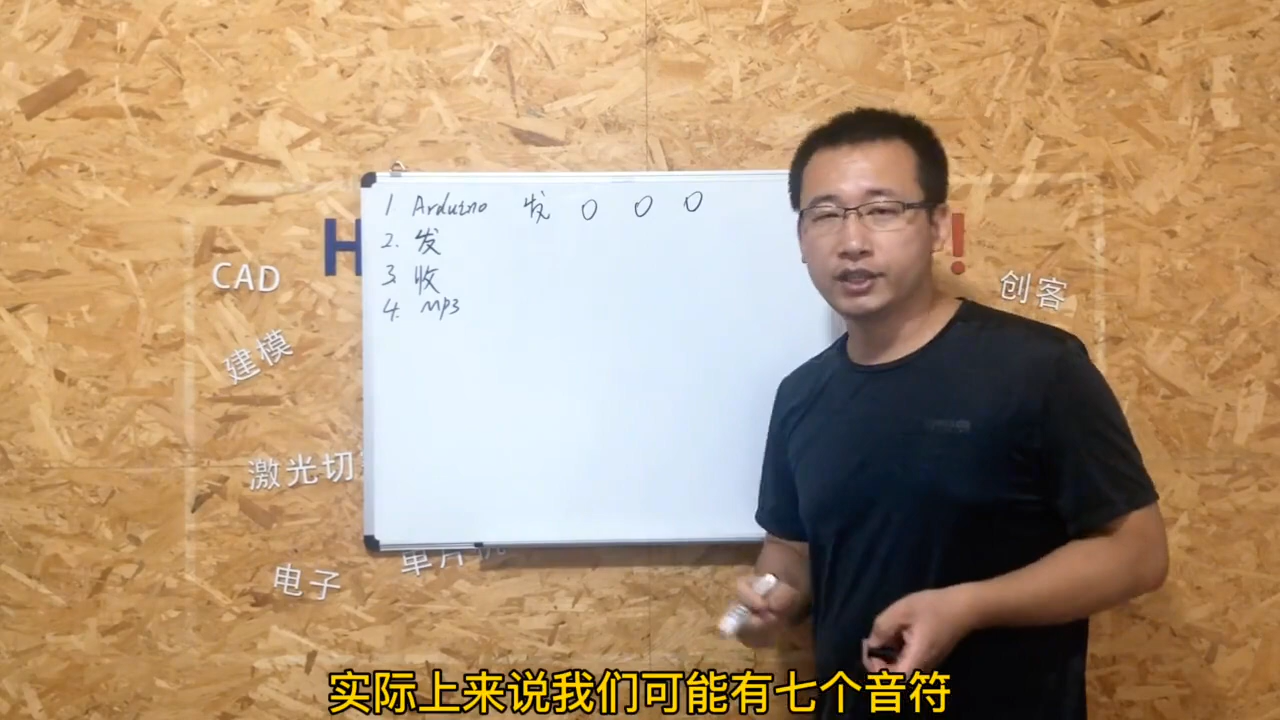 1. Arduino 发 0 0 0
2. 发
3. 收
4. MP3
H
!
CAD
创客
建模
激光切
电子
单片机
实际上来说我们可能有七个音符